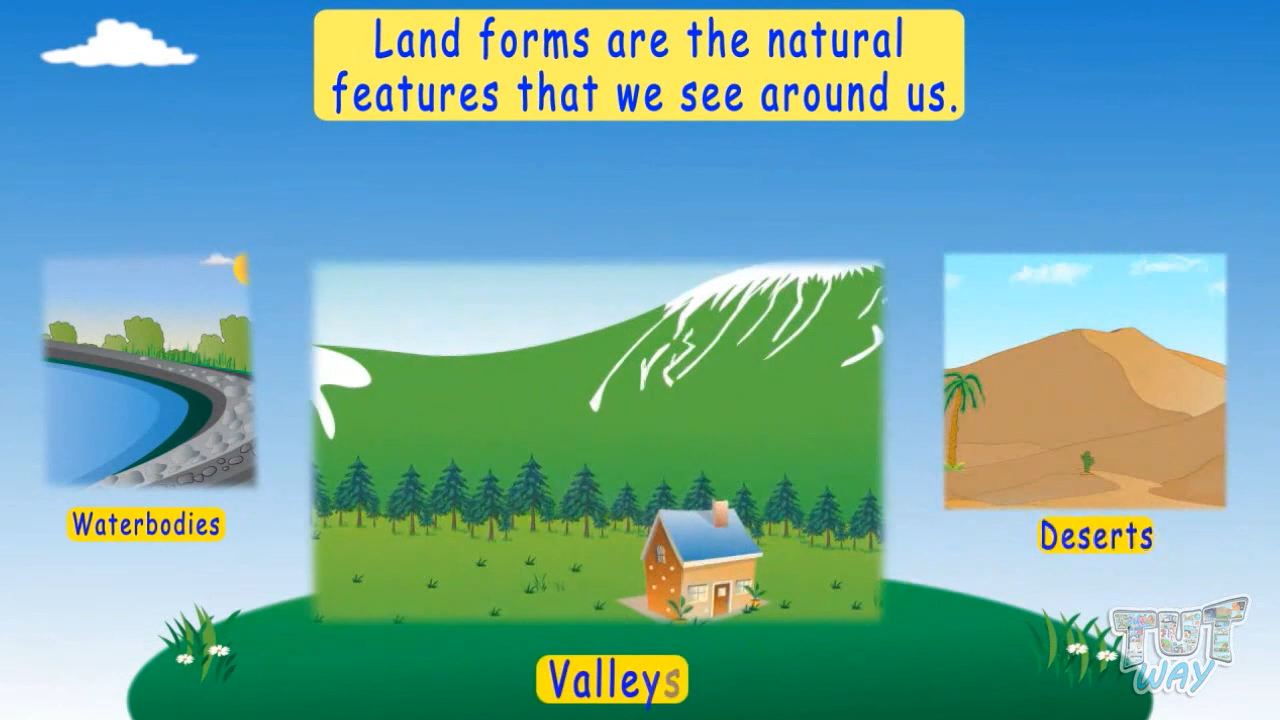 Land forms are the natural
features that we see around us.
Waterbodies
Deserts
Valleys
TUT
WAY